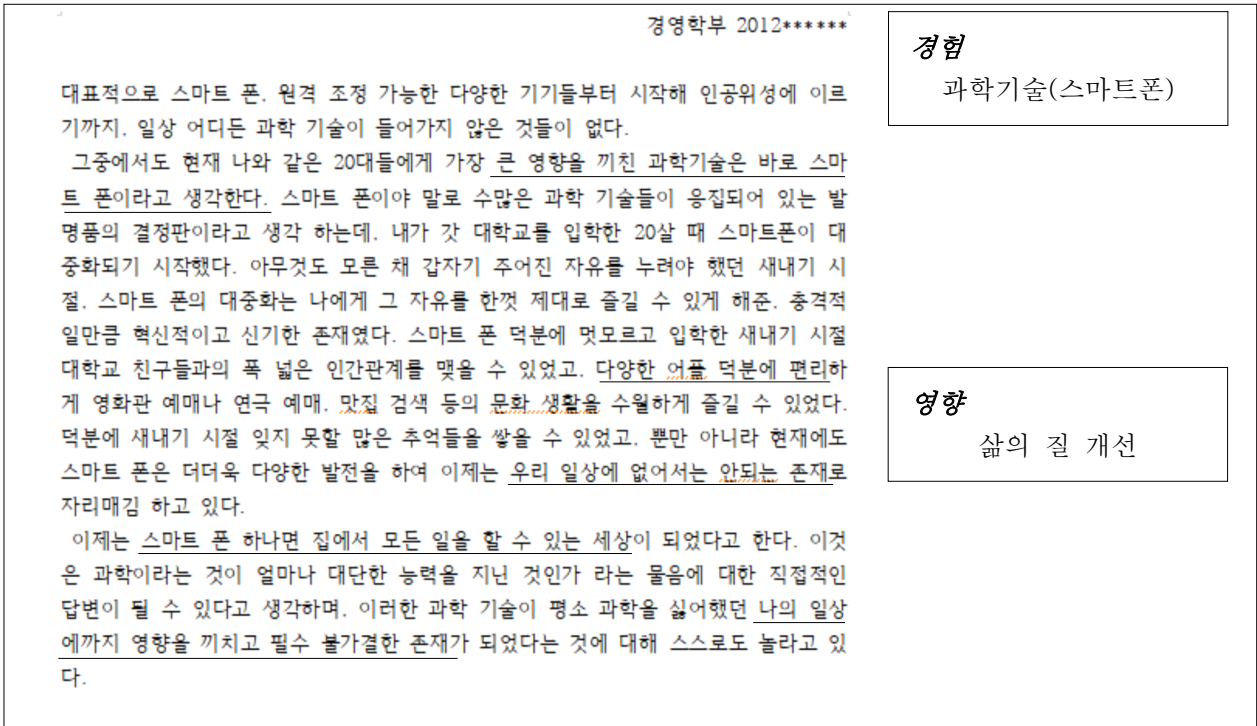 경영학부 2012******
경험
과학기술(스마트폰)
대표적으로 스마트 폰, 원격 조정 가능한 다양한 기기들부터 시작해 인공위성에 이르
기까지, 일상 어디든 과학 기술이 들어가지 않은 것들이 없다.
그중에서도 현재 나와 같은 20대들에게 가장 큰 영향을 끼친 과학기술은 바로 스마
트 폰이라고 생각한다. 스마트 폰이야 말로 수많은 과학 기술들이 응집되어 있는 발
명품의 결정판이라고 생각 하는데, 내가 갓 대학교를 입학한 20살 때 스마트폰이 대
중화되기 시작했다. 아무것도 모른 채 갑자기 주어진 자유를 누려야 했던 새내기 시
절, 스마트 폰의 대중화는 나에게 그 자유를 한껏 제대로 즐길 수 있게 해준, 충격적
일만큼 혁신적이고 신기한 존재였다. 스마트 폰 덕분에 멋모르고 입학한 새내기 시절
대학교 친구들과의 폭 넓은 인간관계를 맺을 수 있었고, 다양한 어플 덕분에 편리하
게 영화관 예매나 연극 예매, 맛집 검색 등의 문화 생활을 수월하게 즐길 수 있었다.
덕분에 새내기 시절 잊지 못할 많은 추억들을 쌓을 수 있었고, 뿐만 아니라 현재에도
스마트 폰은 더더욱 다양한 발전을 하여 이제는 우리 일상에 없어서는 안되는 존재로
자리매김 하고 있다.
영향
삶의 질 개선
이제는 스마트 폰 하나면 집에서 모든 일을 할 수 있는 세상이 되었다고 한다. 이것
은 과학이라는 것이 얼마나 대단한 능력을 지닌 것인가 라는 물음에 대한 직접적인
답변이 될 수 있다고 생각하며, 이러한 과학 기술이 평소 과학을 싫어했던 나의 일상
에까지 영향을 끼치고 필수 불가결한 존재가 되었다는 것에 대해 스스로도 놀라고 있
다.